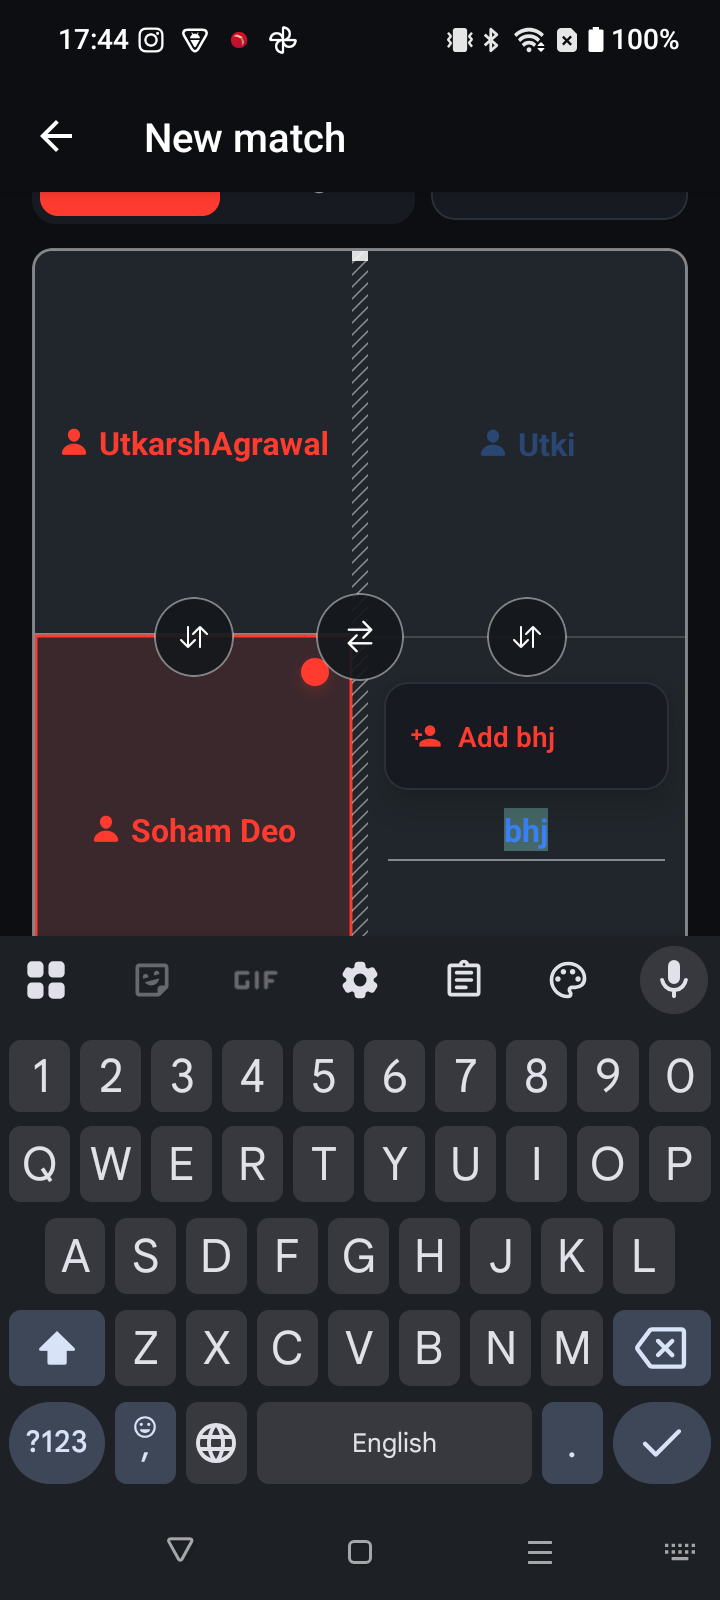 17:44 100%
New match
UtkarshAgrawal
Utki
Add bhj
Soham Deo
bhj
GIF
1 2 3 4 5 6 7 8 9 0
Q W E R T Y U I O P
A S D F G H J K L
Z X C V B N M
?123 , English .